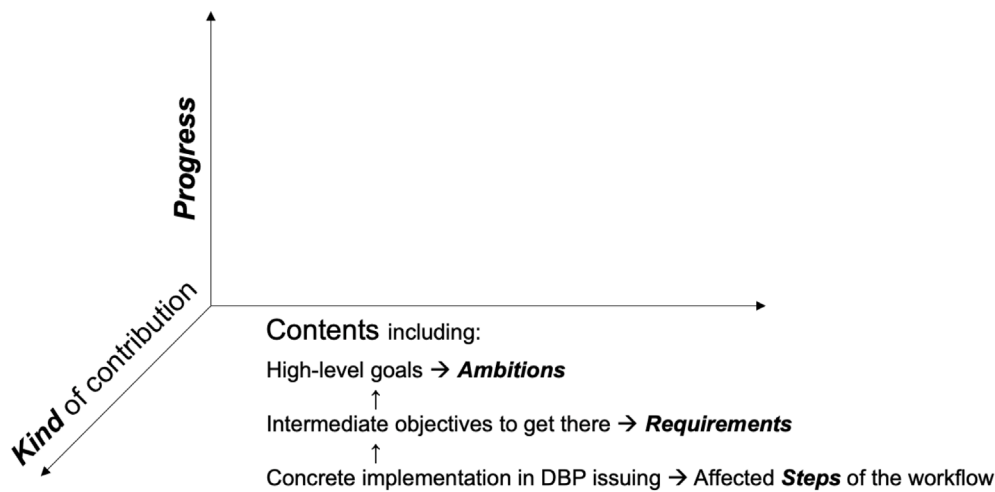 Progress
Kind of contribution
Contents including:
High-level goals → Ambitions
↑
Intermediate objectives to get there → Requirements
↑
Concrete implementation in DBP issuing → Affected Steps of the workflow